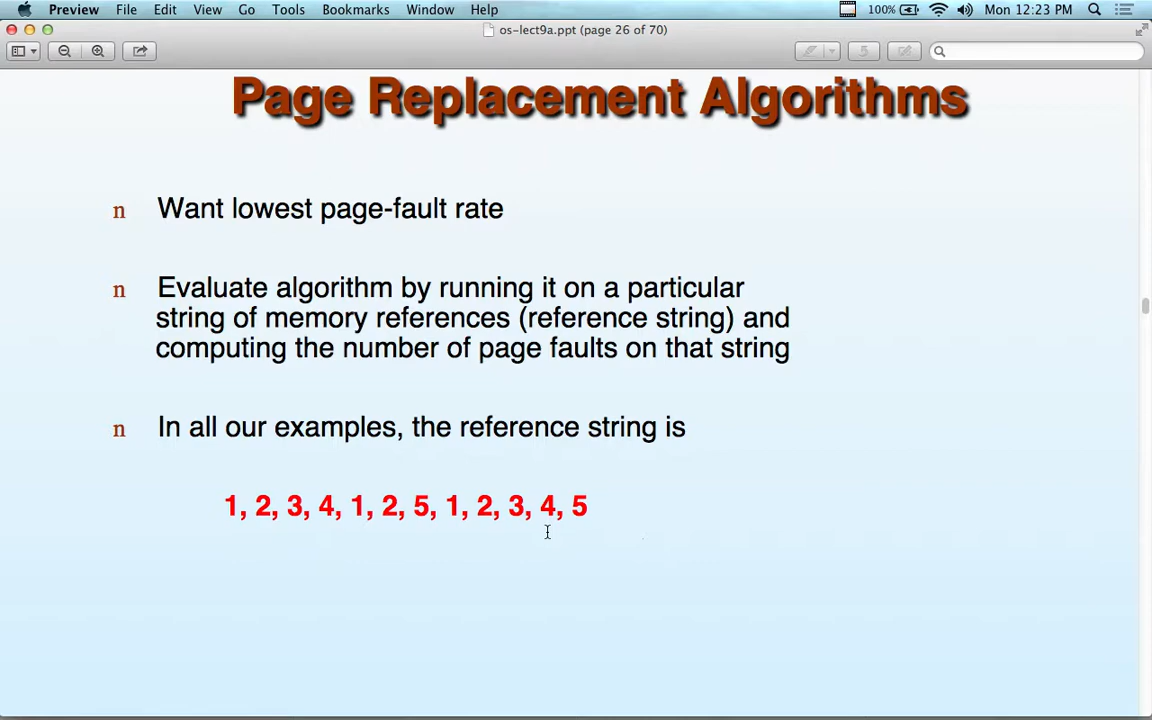 Preview File Edit View Go Tools Bookmarks Window Help 100% Mon 12:23 PM
os-lect9a.ppt (page 26 of 70)
Page Replacement Algorithms
n Want lowest page-fault rate
n Evaluate algorithm by running it on a particular
string of memory references (reference string) and
computing the number of page faults on that string
n In all our examples, the reference string is
1, 2, 3, 4, 1, 2, 5, 1, 2, 3, 4, 5